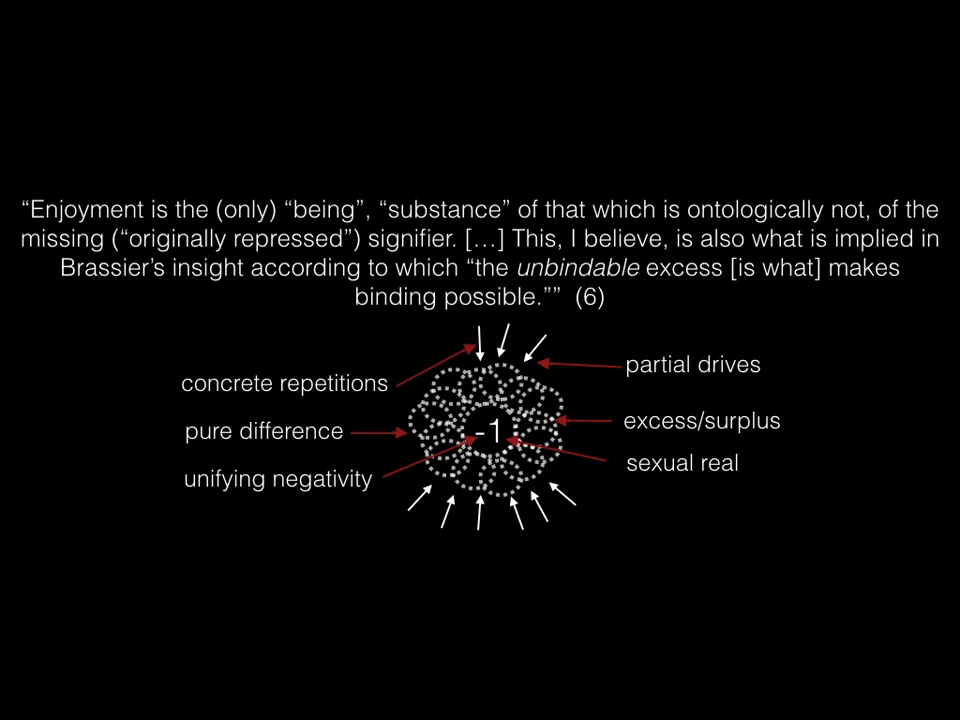 “Enjoyment is the (only) “being”, “substance” of that which is ontologically not, of the
missing (“originally repressed”) signifier. […] This, I believe, is also what is implied in
Brassier’s insight according to which “the unbindable excess [is what] makes
binding possible.”” (6)
concrete repetitions
partial drives
pure difference
-1
excess/surplus
unifying negativity
sexual real